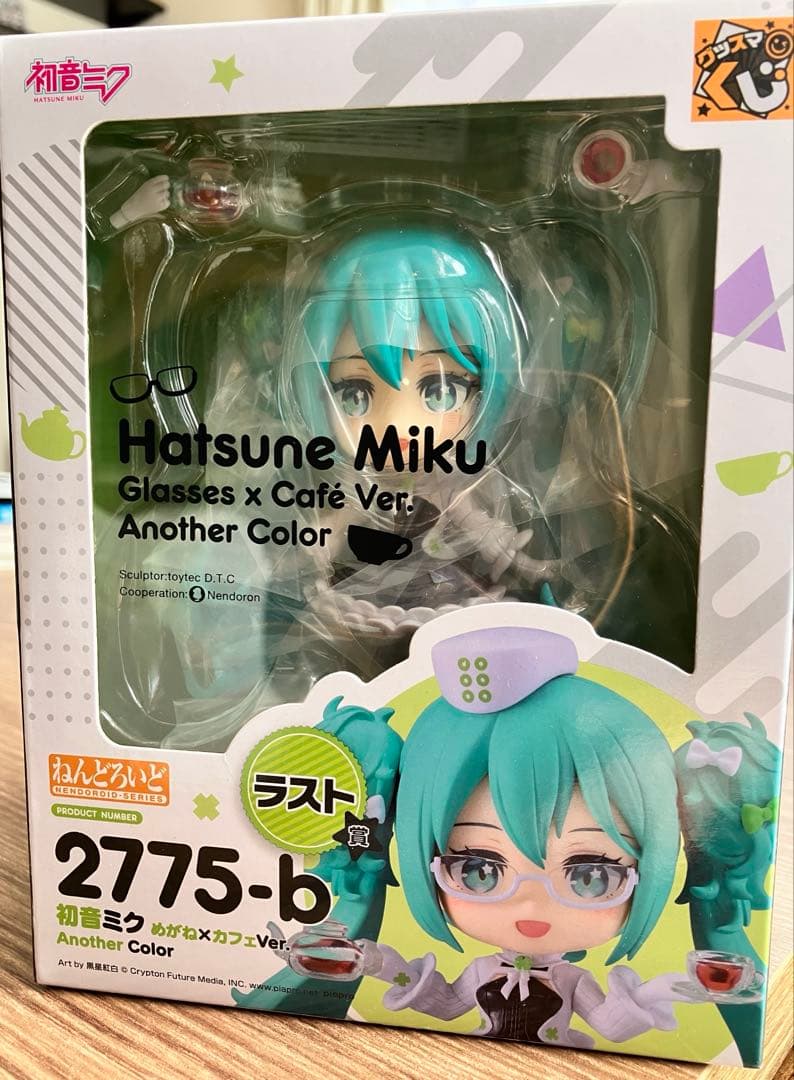 初音ミク
HATSUNE MIKU
グッスマ
くじ
Hatsune Miku
Glasses x Café Ver.
Another Color
Sculptor:toytec D.T.C
Cooperation: Nendoron
ねんどろいど
NENDOROID-SERIES
PRODUCT NUMBER
2775-b
ラスト
賞
初音ミク めがね×カフェVer.
Another Color
Art by 黒星紅白 © Crypton Future Media, INC. www.piapro.net piapro